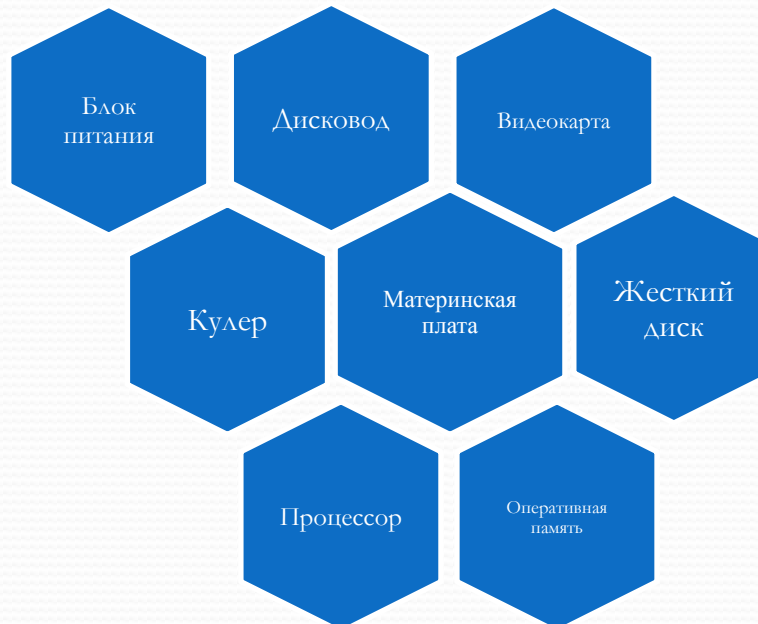 Блок
питания
Дисковод
Видеокарта
Кулер
Материнская
плата
Жесткий
диск
Процессор
Оперативная
память